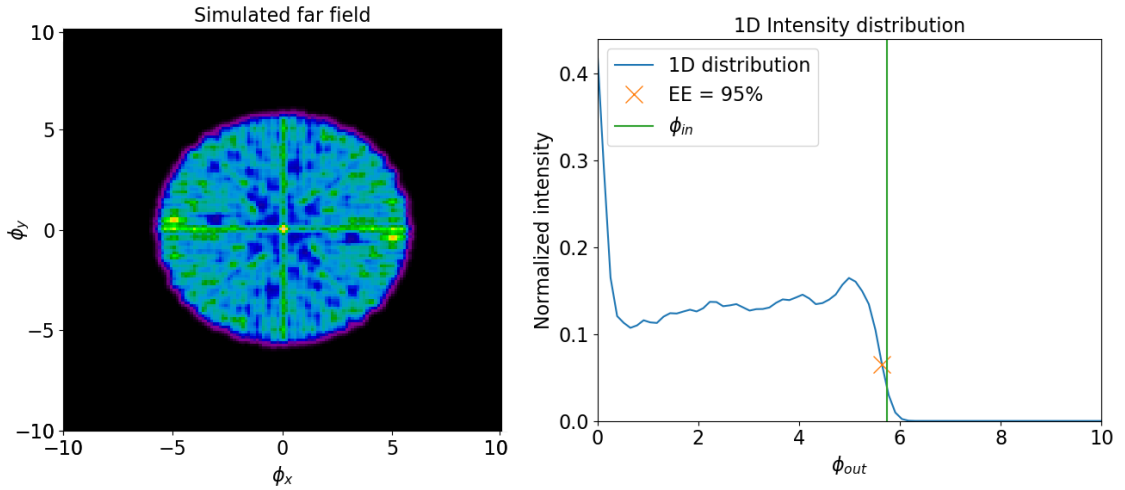 Simulated far field
10
5
0
−5
−10
−10
−5
0
5
10
ϕy
ϕx
1D Intensity distribution
0.4
0.3
0.2
0.1
0.0
0
2
4
6
8
10
Normalized intensity
ϕout
1D distribution
EE = 95%
ϕin